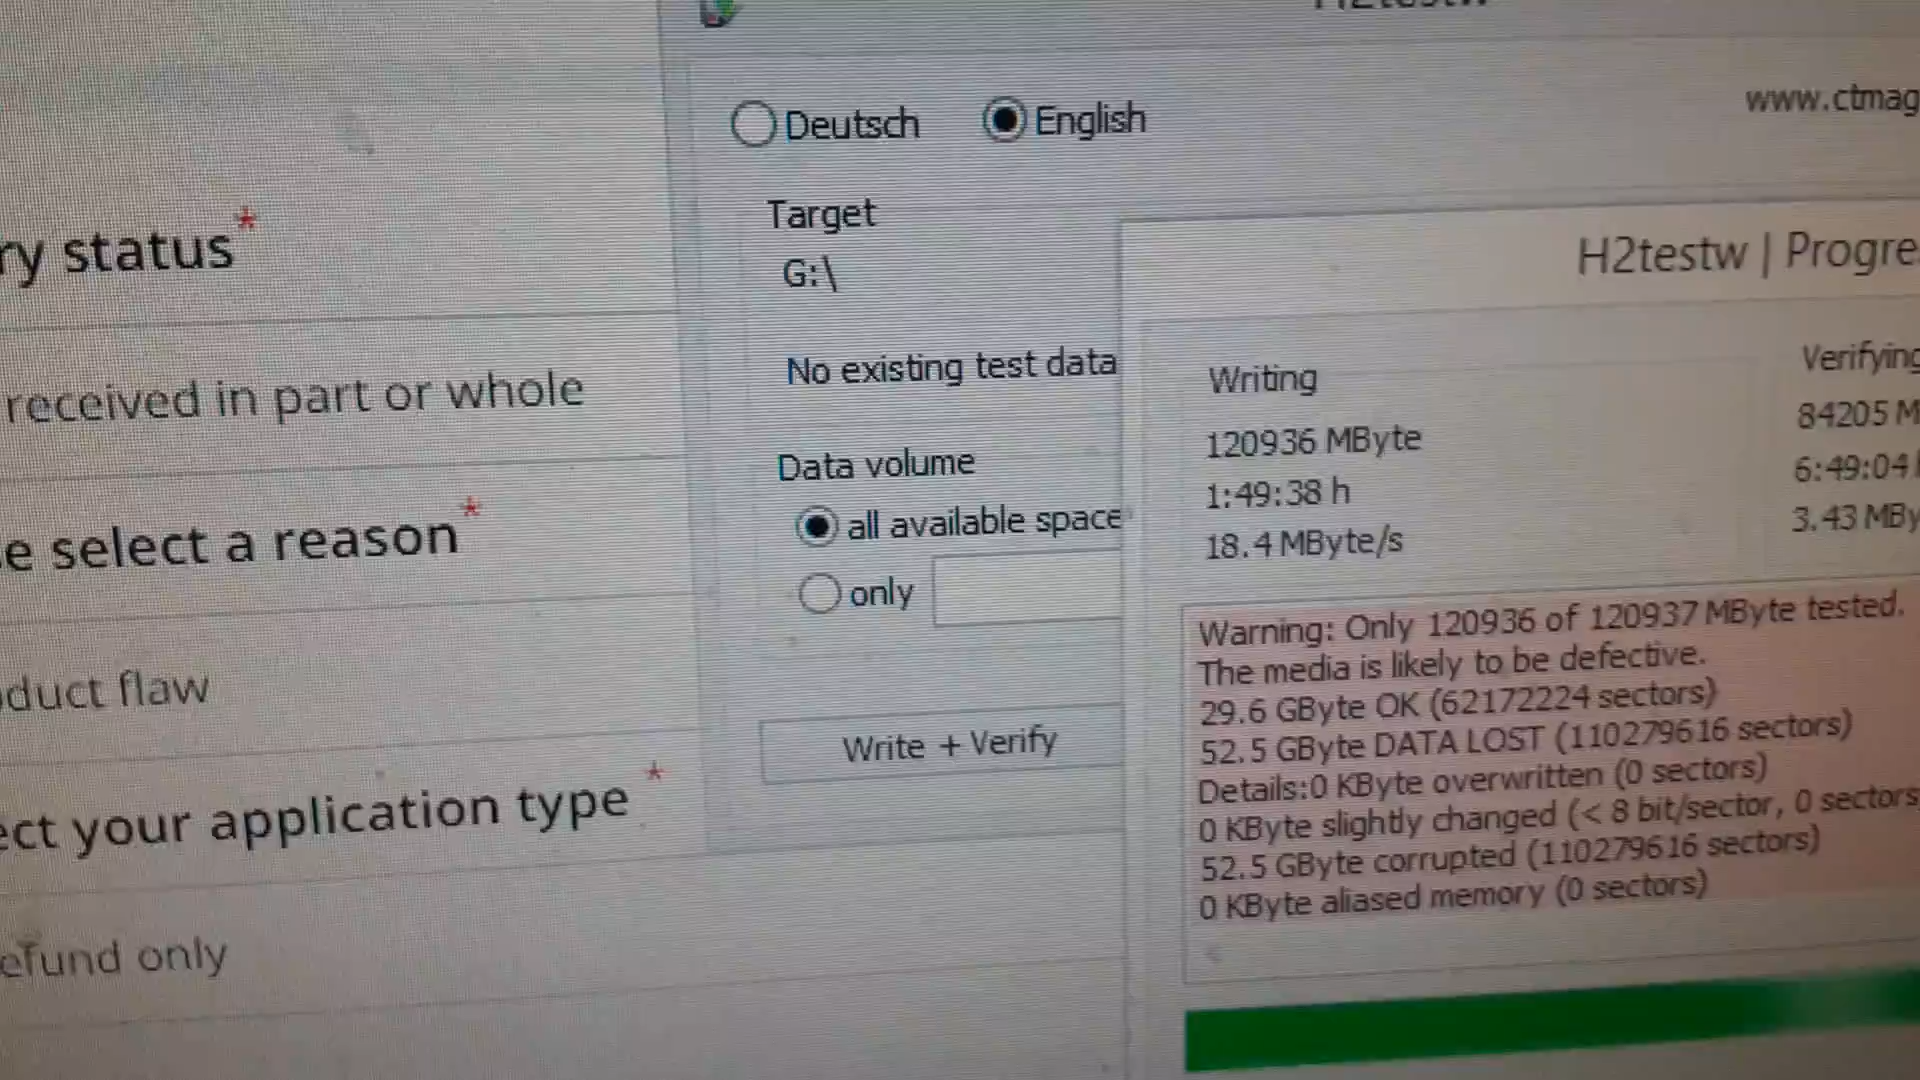 H2testw
Deutsch
English
www.ctmag
Target
G:\
No existing test data
Data volume
all available space
only
Write + Verify
ry status*
received in part or whole
e select a reason*
duct flaw
ect your application type *
efund only
H2testw | Progre
Writing
120936 MByte
1:49:38 h
18.4 MByte/s
Verifying
84205 M
6:49:04 h
3.43 MBy
Warning: Only 120936 of 120937 MByte tested.
The media is likely to be defective.
29.6 GByte OK (62172224 sectors)
52.5 GByte DATA LOST (110279616 sectors)
Details:0 KByte overwritten (0 sectors)
0 KByte slightly changed (< 8 bit/sector, 0 sectors
52.5 GByte corrupted (110279616 sectors)
0 KByte aliased memory (0 sectors)